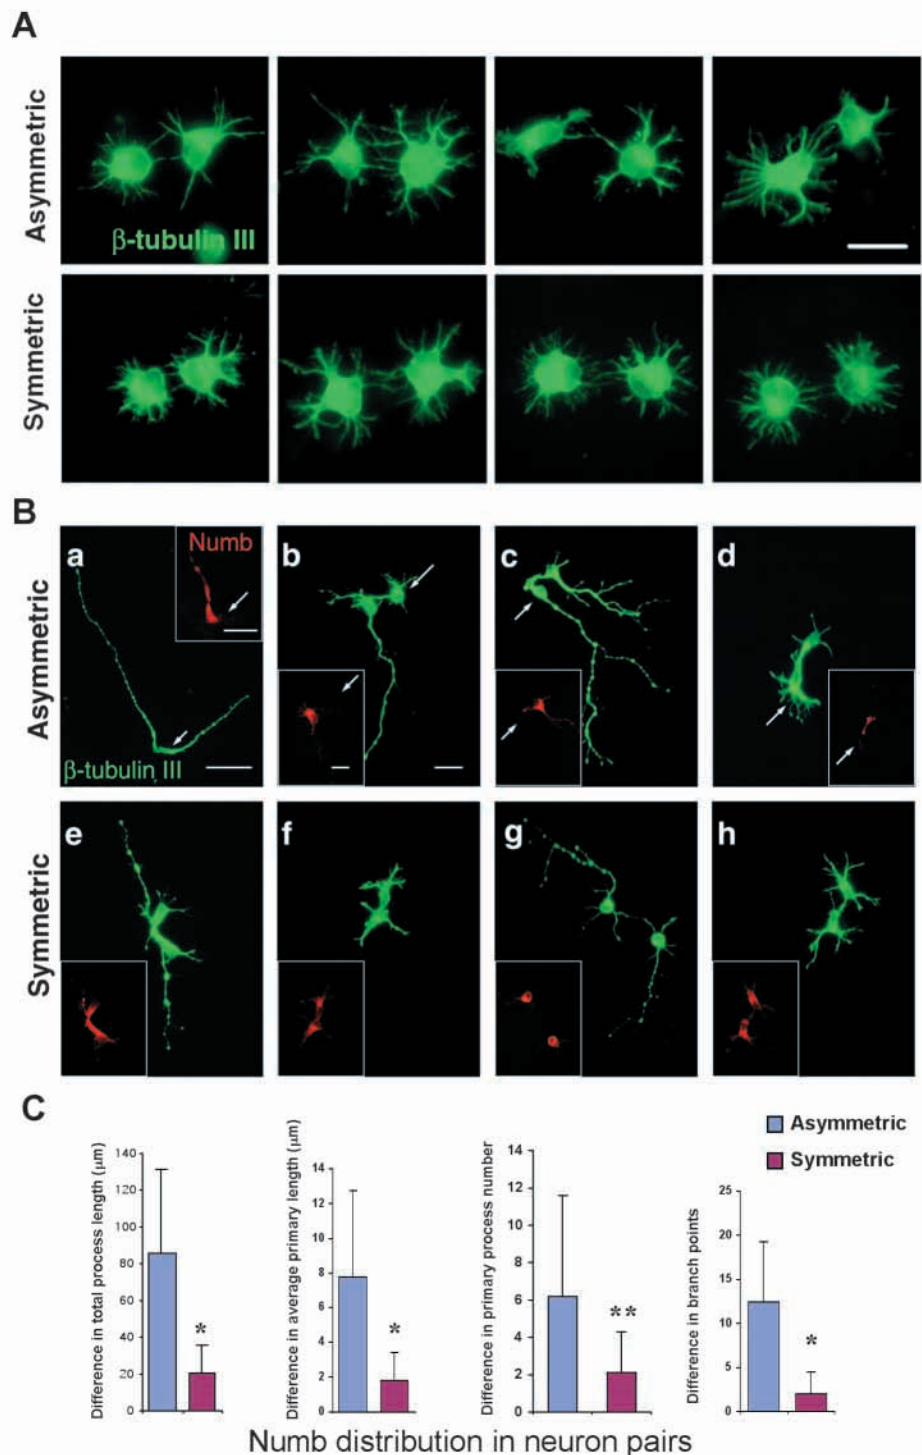 A
Asymmetric
β-tubulin III
Symmetric
B
Asymmetric
a
Numb
β-tubulin III
b
c
d
Symmetric
e
f
g
h
C
Asymmetric
Symmetric
Difference in total process length (μm)
140
120
100
80
60
40
20
0
*
Difference in average primary length (μm)
14
12
10
8
6
4
2
0
*
Difference in primary process number
14
12
10
8
6
4
2
0
**
Difference in branch points
25
20
15
10
5
0
*
Numb distribution in neuron pairs